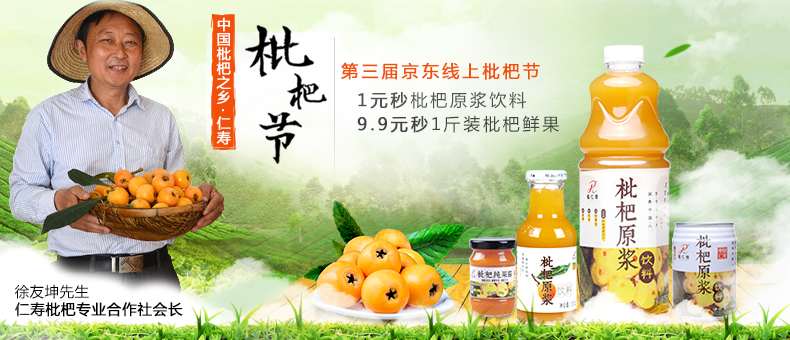 中国枇杷之乡·仁寿
枇杷节
第三届京东线上枇杷节
1元秒枇杷原浆饮料
9.9元秒1斤装枇杷鲜果
徐友坤先生
仁寿枇杷专业合作社会长
枇杷纯果酱
枇杷原浆
饮料
枇杷原浆
饮料
枇杷原浆